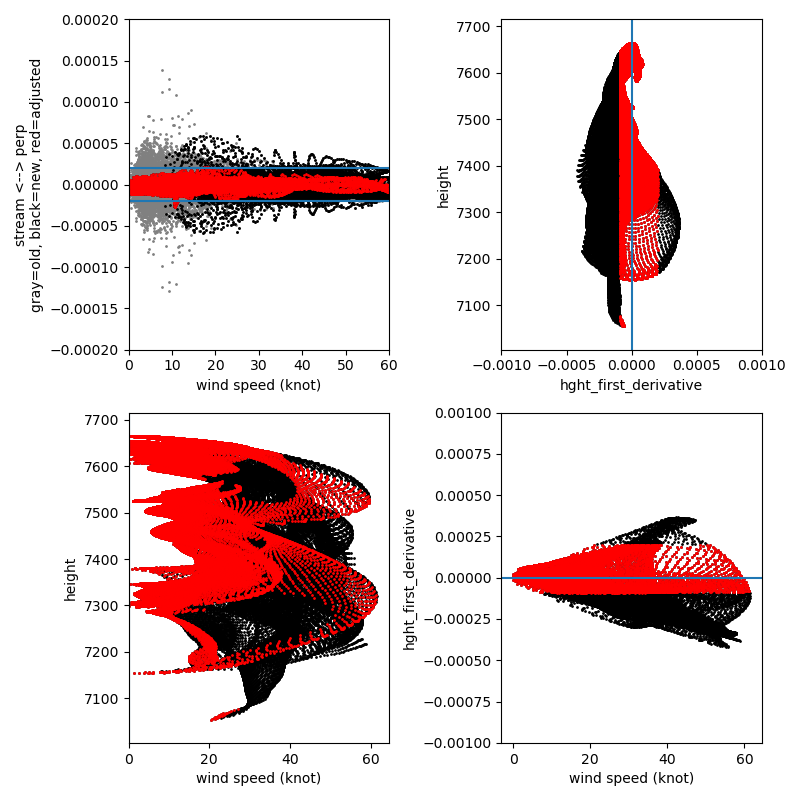 stream <--> perp
gray=old, black=new, red=adjusted
0.00020
0.00015
0.00010
0.00005
0.00000
−0.00005
−0.00010
−0.00015
−0.00020
0 10 20 30 40 50 60
wind speed (knot)
height
7700
7600
7500
7400
7300
7200
7100
−0.0010 −0.0005 0.0000 0.0005 0.0010
hght_first_derivative
height
7700
7600
7500
7400
7300
7200
7100
0 20 40 60
wind speed (knot)
hght_first_derivative
0.00100
0.00075
0.00050
0.00025
0.00000
−0.00025
−0.00050
−0.00075
−0.00100
0 20 40 60
wind speed (knot)